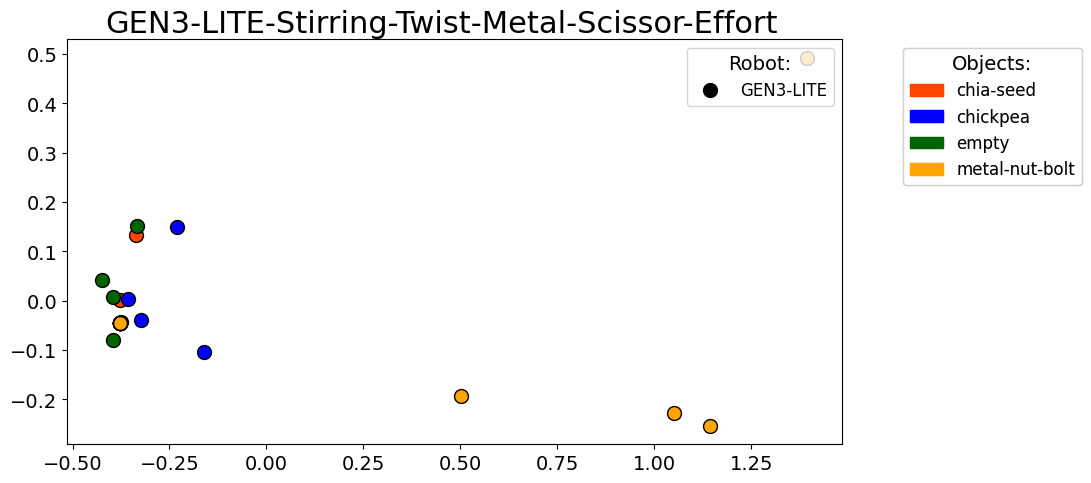 GEN3-LITE-Stirring-Twist-Metal-Scissor-Effort
0.5
0.4
0.3
0.2
0.1
0.0
−0.1
−0.2
−0.50
−0.25
0.00
0.25
0.50
0.75
1.00
1.25
Robot:
GEN3-LITE
Objects:
chia-seed
chickpea
empty
metal-nut-bolt